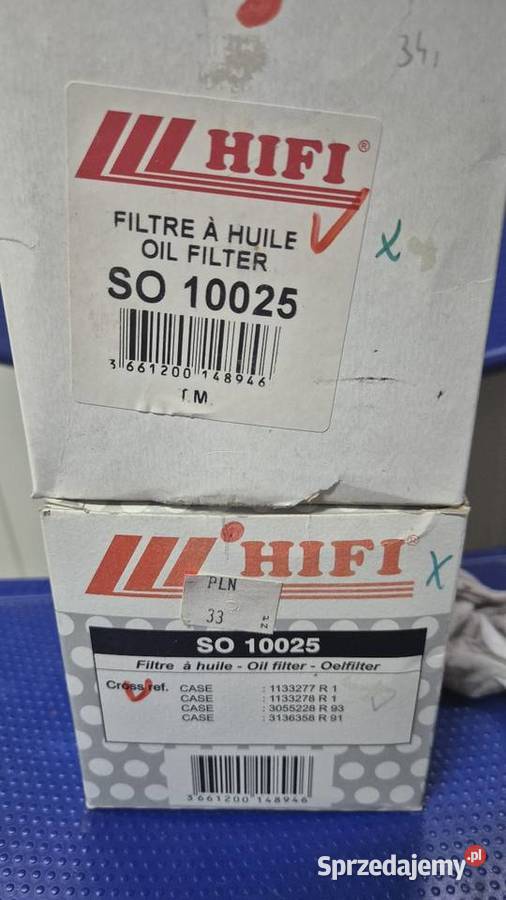 34,
HIFI®
FILTRE À HUILE
OIL FILTER
SO 10025
3 661200 148946
T.M.
HIFI®
PLN
33
SO 10025
Filtre à huile - Oil filter - Oelfilter
Cross ref. CASE : 1133277 R 1
CASE : 1133278 R 1
CASE : 3055228 R 93
CASE : 3136358 R 91
3 661200 148946
Sprzedajemy.pl